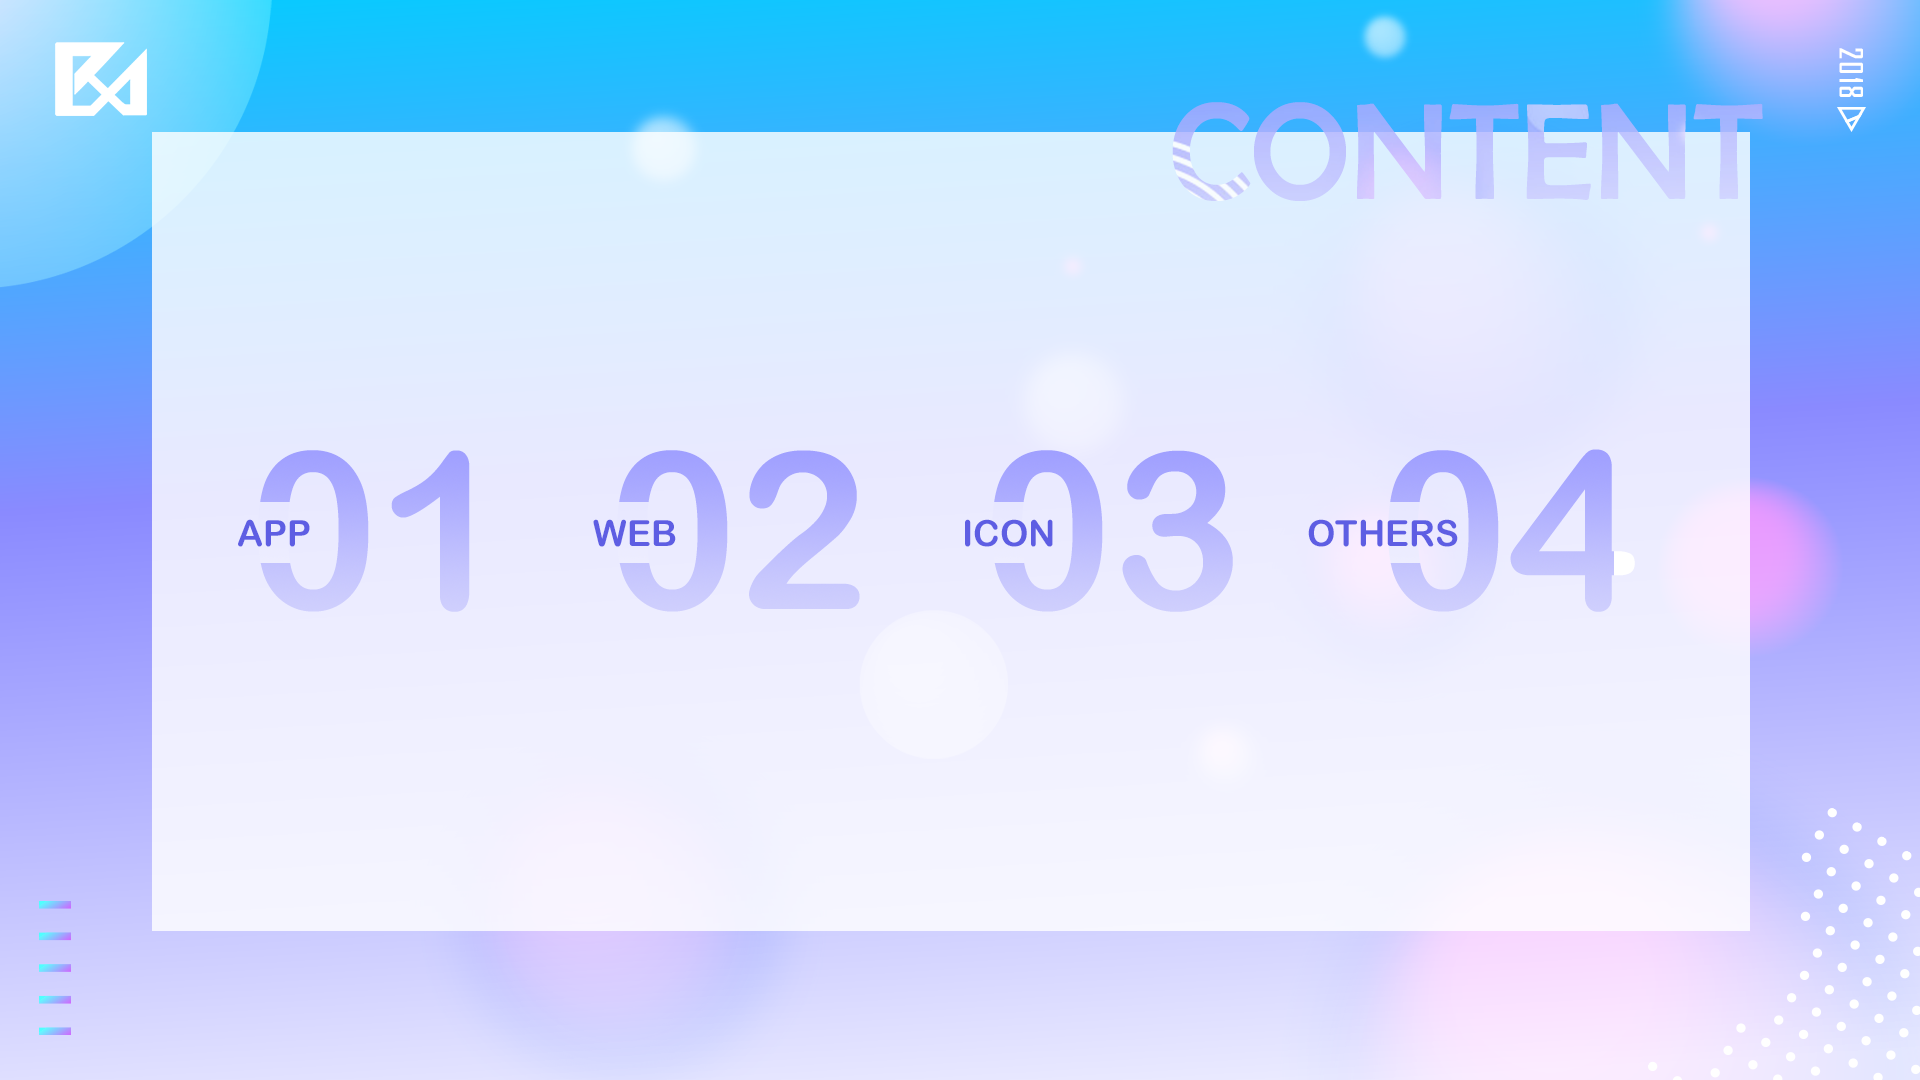 2018
CONTENT
APP 01
WEB 02
ICON 03
OTHERS 04